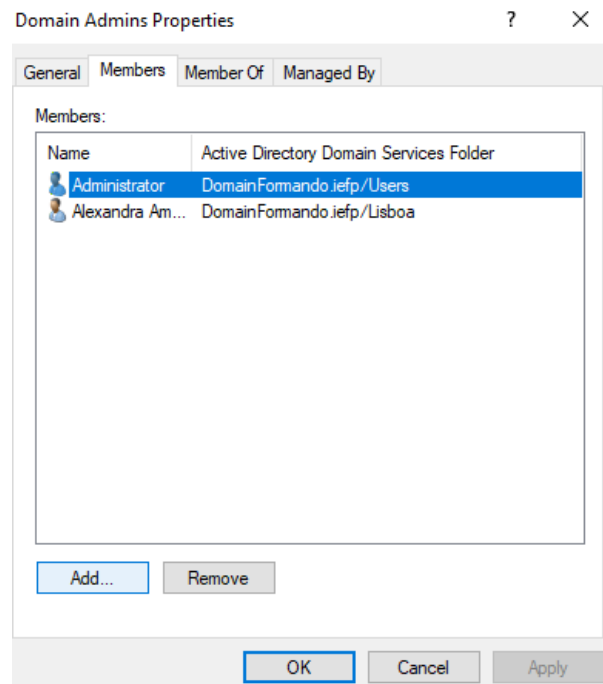 Domain Admins Properties ? ×
General Members Member Of Managed By
Members:
Name Active Directory Domain Services Folder
Administrator DomainFormando.iefp/Users
Alexandra Am... DomainFormando.iefp/Lisboa
Add... Remove
OK Cancel Apply